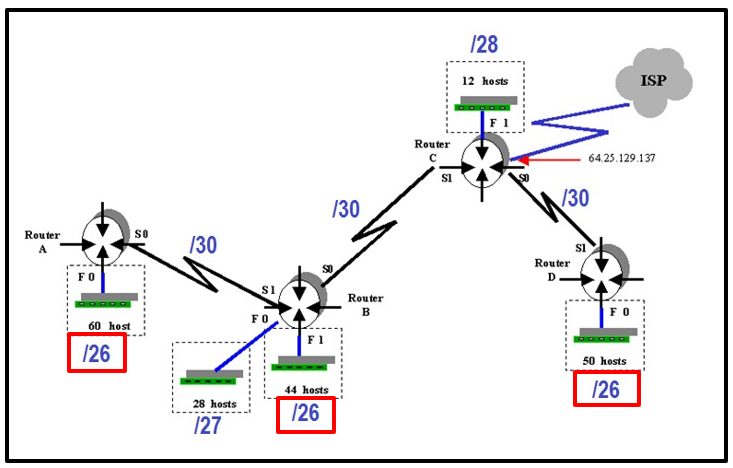 /28
12 hosts
F 1
ISP
Router
C
S1
S0
64.25.129.137
/30
/30
Router
A
S0
/30
S0
S1
Router
D
F 0
60 host
/26
S1
F 0
Router
B
F 1
F 0
50 hosts
/26
44 hosts
/26
28 hosts
/27